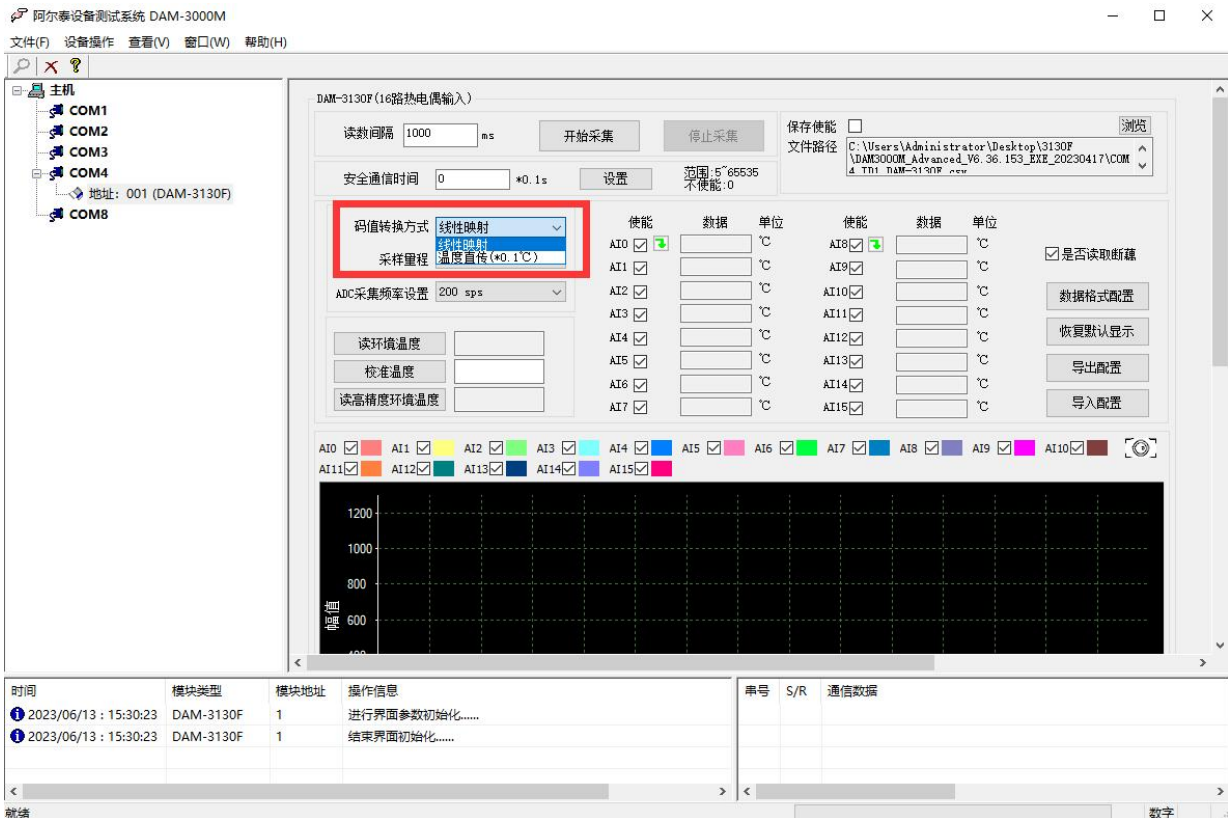 阿尔泰设备测试系统 DAM-3000M
文件(F) 设备操作 查看(V) 窗口(W) 帮助(H)
主机
COM1
COM2
COM3
COM4
地址：001 (DAM-3130F)
COM8
DAM-3130F(16路热电偶输入)
读数间隔 1000 ms 开始采集 停止采集
安全通信时间 0 *0.1s 设置 范围:5~65535
不使能:0
保存使能 浏览
文件路径 C:\Users\Administrator\Desktop\3130F
\DAM3000M_Advanced_V6.36.153_EXE_20230417\COM
4_ID1_DAM-3130F.csv
码值转换方式 线性映射
线性映射
温度直传(*0.1℃)
采样量程
ADC采集频率设置 200 sps
读环境温度
校准温度
读高精度环境温度
使能 数据 单位 使能 数据 单位
AI0 ℃ AI8 ℃
AI1 ℃ AI9 ℃
AI2 ℃ AI10 ℃
AI3 ℃ AI11 ℃
AI4 ℃ AI12 ℃
AI5 ℃ AI13 ℃
AI6 ℃ AI14 ℃
AI7 ℃ AI15 ℃
是否读取断
数据格式配置
恢复默认显示
导出配置
导入配置
AI0 AI1 AI2 AI3 AI4 AI5 AI6 AI7 AI8 AI9 AI10
AI11 AI12 AI13 AI14 AI15
1200
1000
800
600
幅值
时间 模块类型 模块地址 操作信息
2023/06/13 : 15:30:23 DAM-3130F 1 进行界面参数初始化......
2023/06/13 : 15:30:23 DAM-3130F 1 结束界面初始化......
串号 S/R 通信数据
就绪 数字